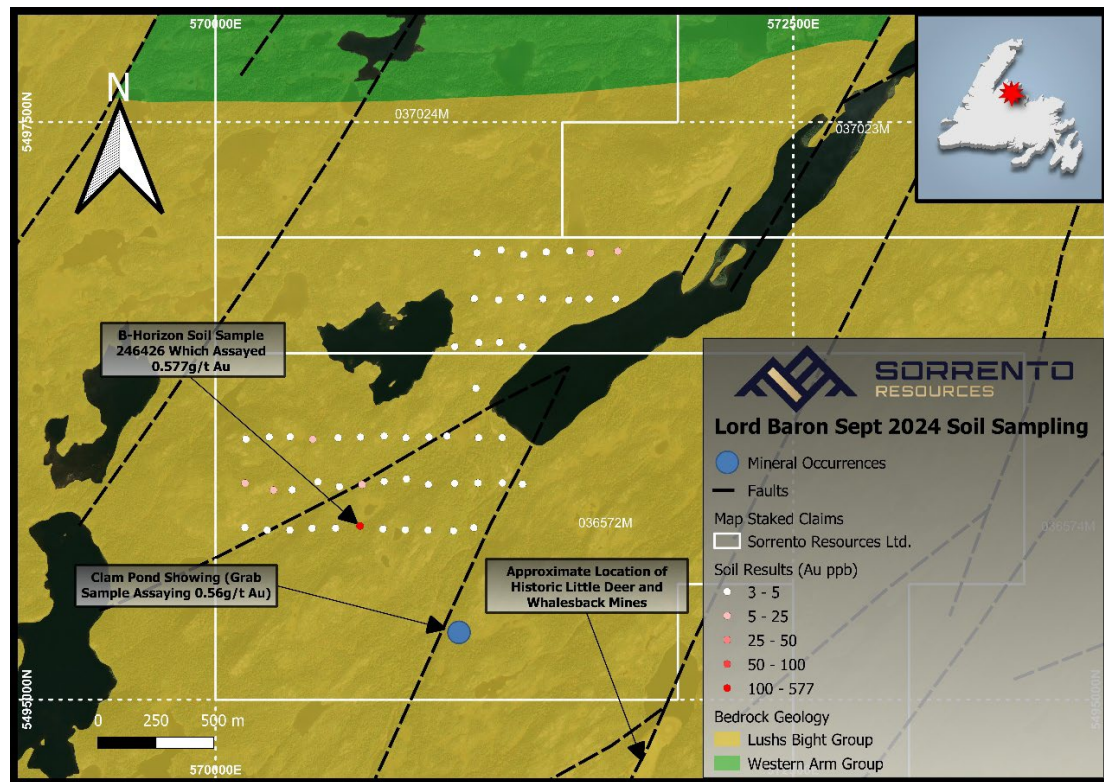 570000E
572500E
N
5497500N
037024M
037023M
B-Horizon Soil Sample
246426 Which Assayed
0.577g/t Au
SORRENTO
RESOURCES
Lord Baron Sept 2024 Soil Sampling
Mineral Occurrences
Faults
Map Staked Claims
Sorrento Resources Ltd.
Soil Results (Au ppb)
3 - 5
5 - 25
25 - 50
50 - 100
100 - 577
Bedrock Geology
Lushs Bight Group
Western Arm Group
036572M
036574M
Clam Pond Showing (Grab
Sample Assaying 0.56g/t Au)
Approximate Location of
Historic Little Deer and
Whalesback Mines
5495000N
5495000N
0 250 500 m
570000E